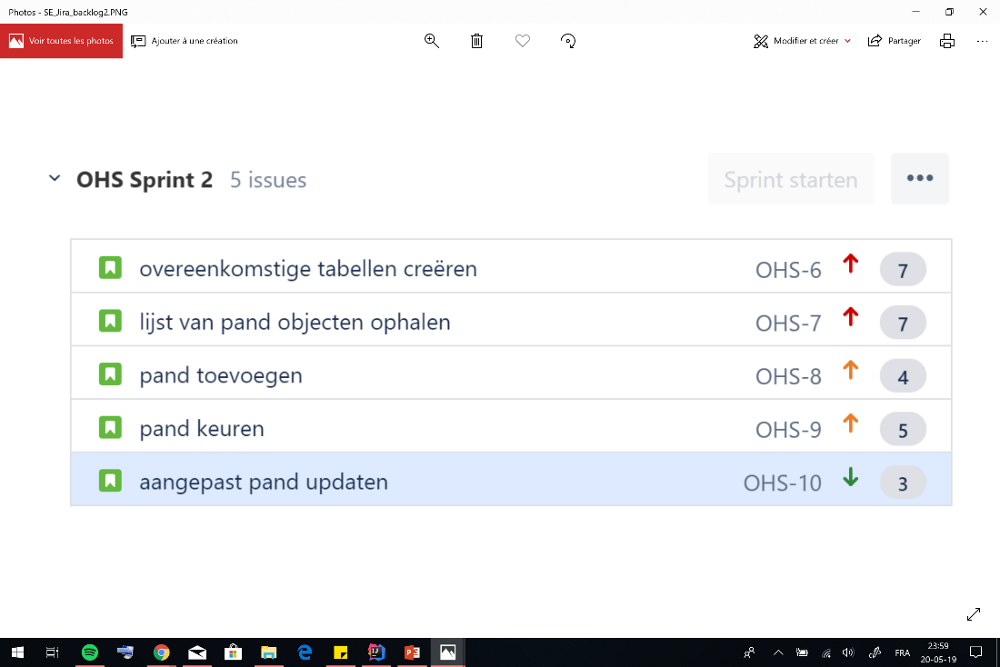 Photos - SE_Jira_backlog2.PNG
Voir toutes les photos
Ajouter à une création
Modifier et créer
Partager
OHS Sprint 2 5 issues
Sprint starten
overeenkomstige tabellen creëren OHS-6 7
lijst van pand objecten ophalen OHS-7 7
pand toevoegen OHS-8 4
pand keuren OHS-9 5
aangepast pand updaten OHS-10 3
FRA
23:59
20-05-19